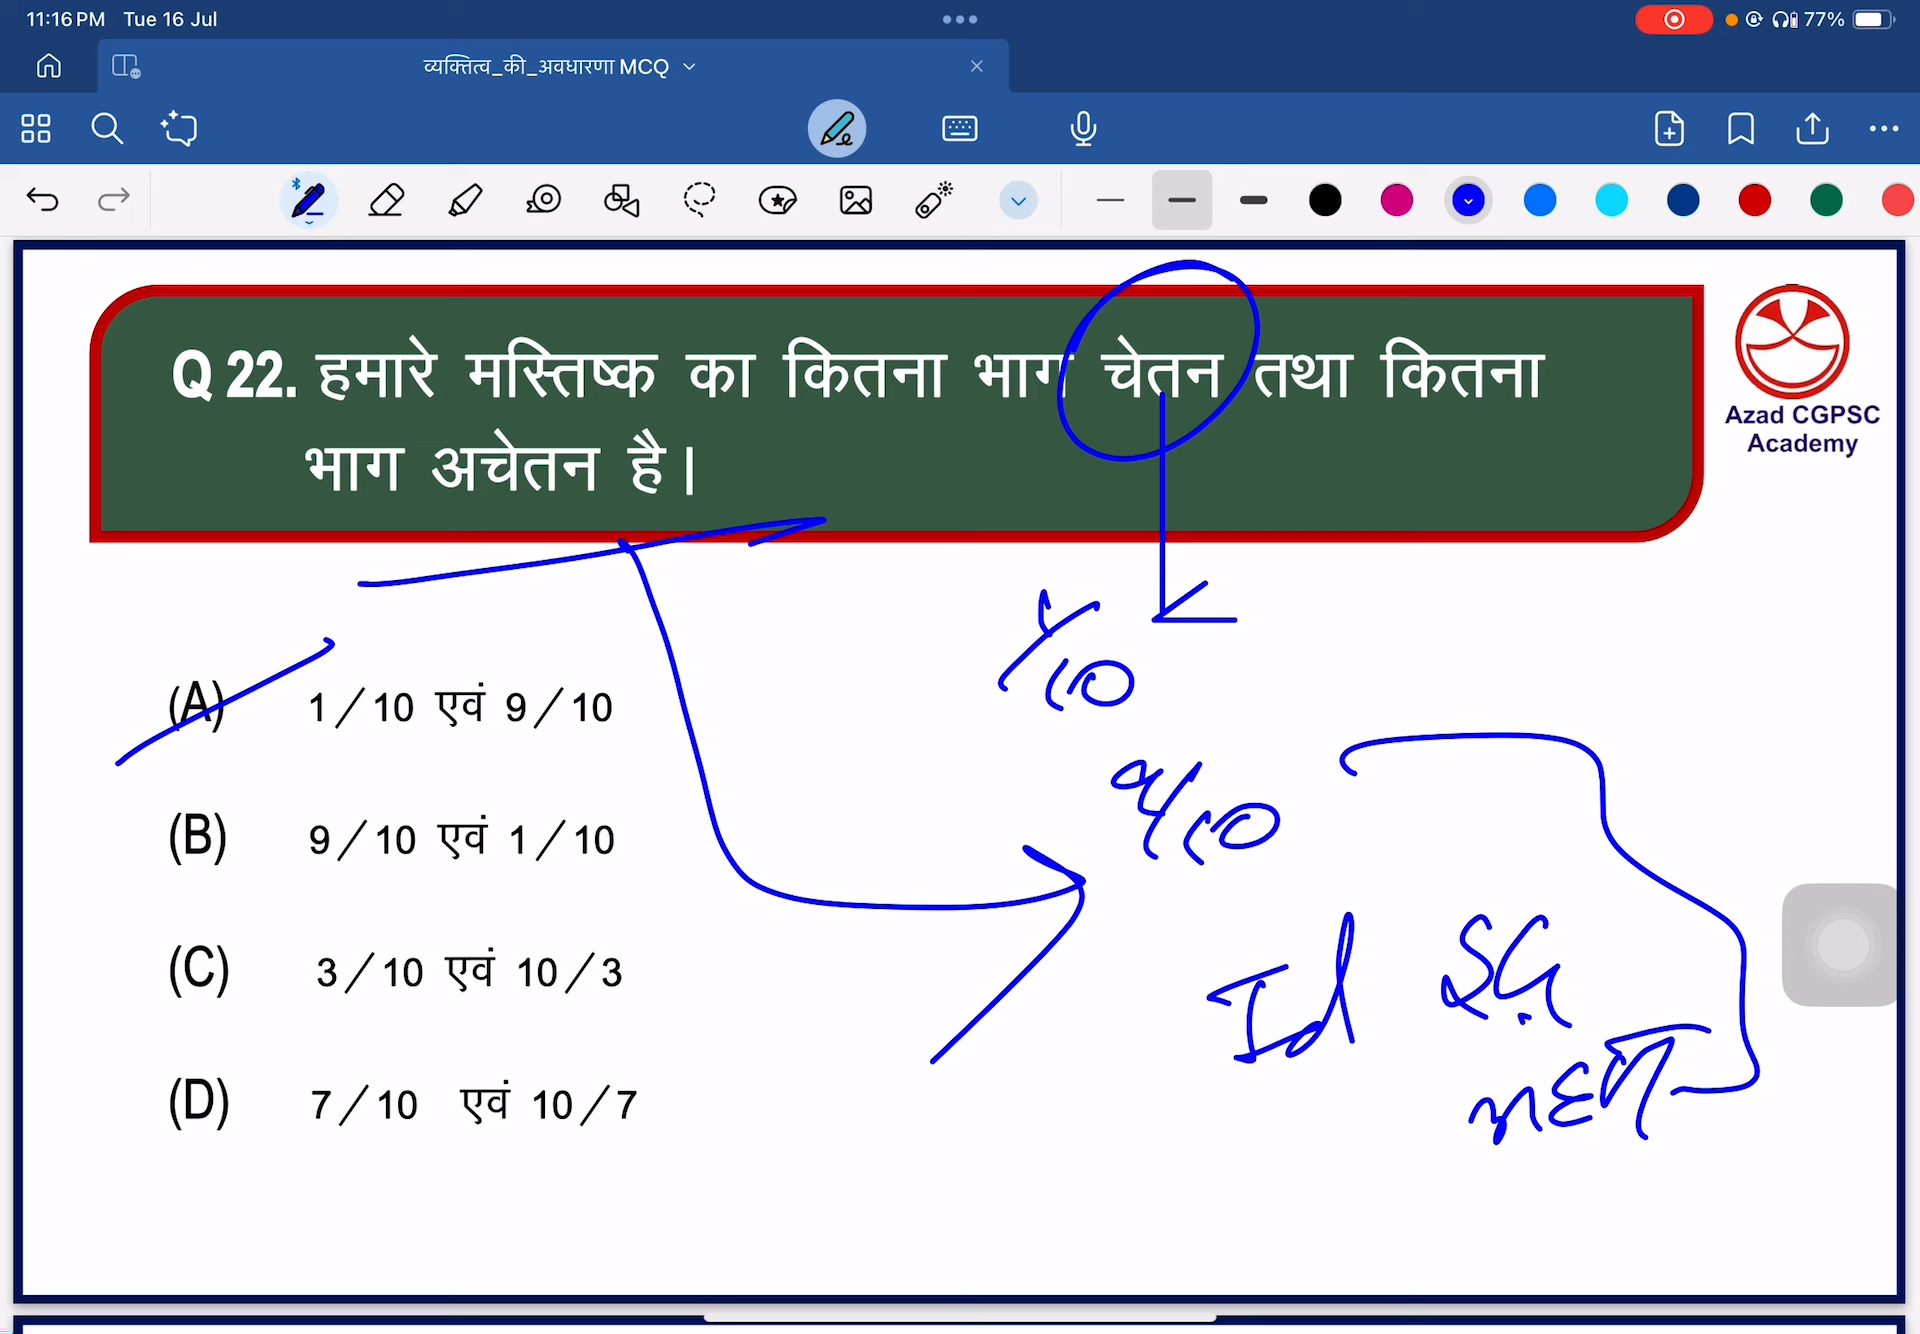 11:16 PM Tue 16 Jul
77%
व्यक्तित्व_की_अवधारणा MCQ
Q 22. हमारे मस्तिष्क का कितना भाग चेतन तथा कितना
भाग अचेतन है।
Azad CGPSC
Academy
(A) 1/10 एवं 9/10
(B) 9/10 एवं 1/10
(C) 3/10 एवं 10/3
(D) 7/10 एवं 10/7
1/10
9/10
Id